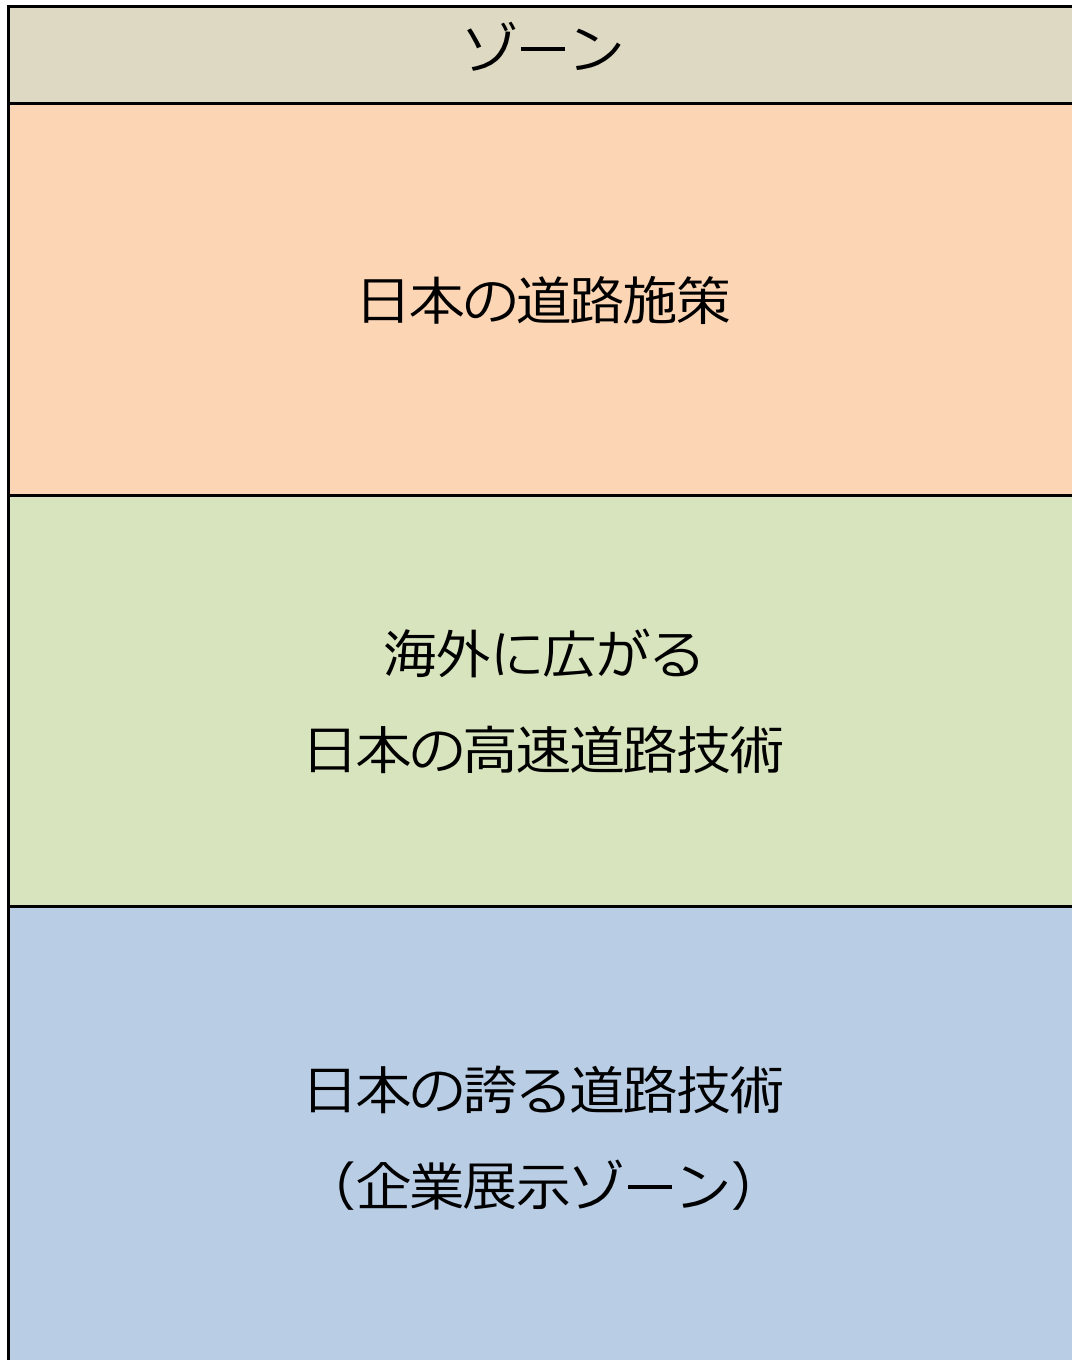 ゾーン
日本の道路施策
海外に広がる
日本の高速道路技術
日本の誇る道路技術
（企業展示ゾーン）